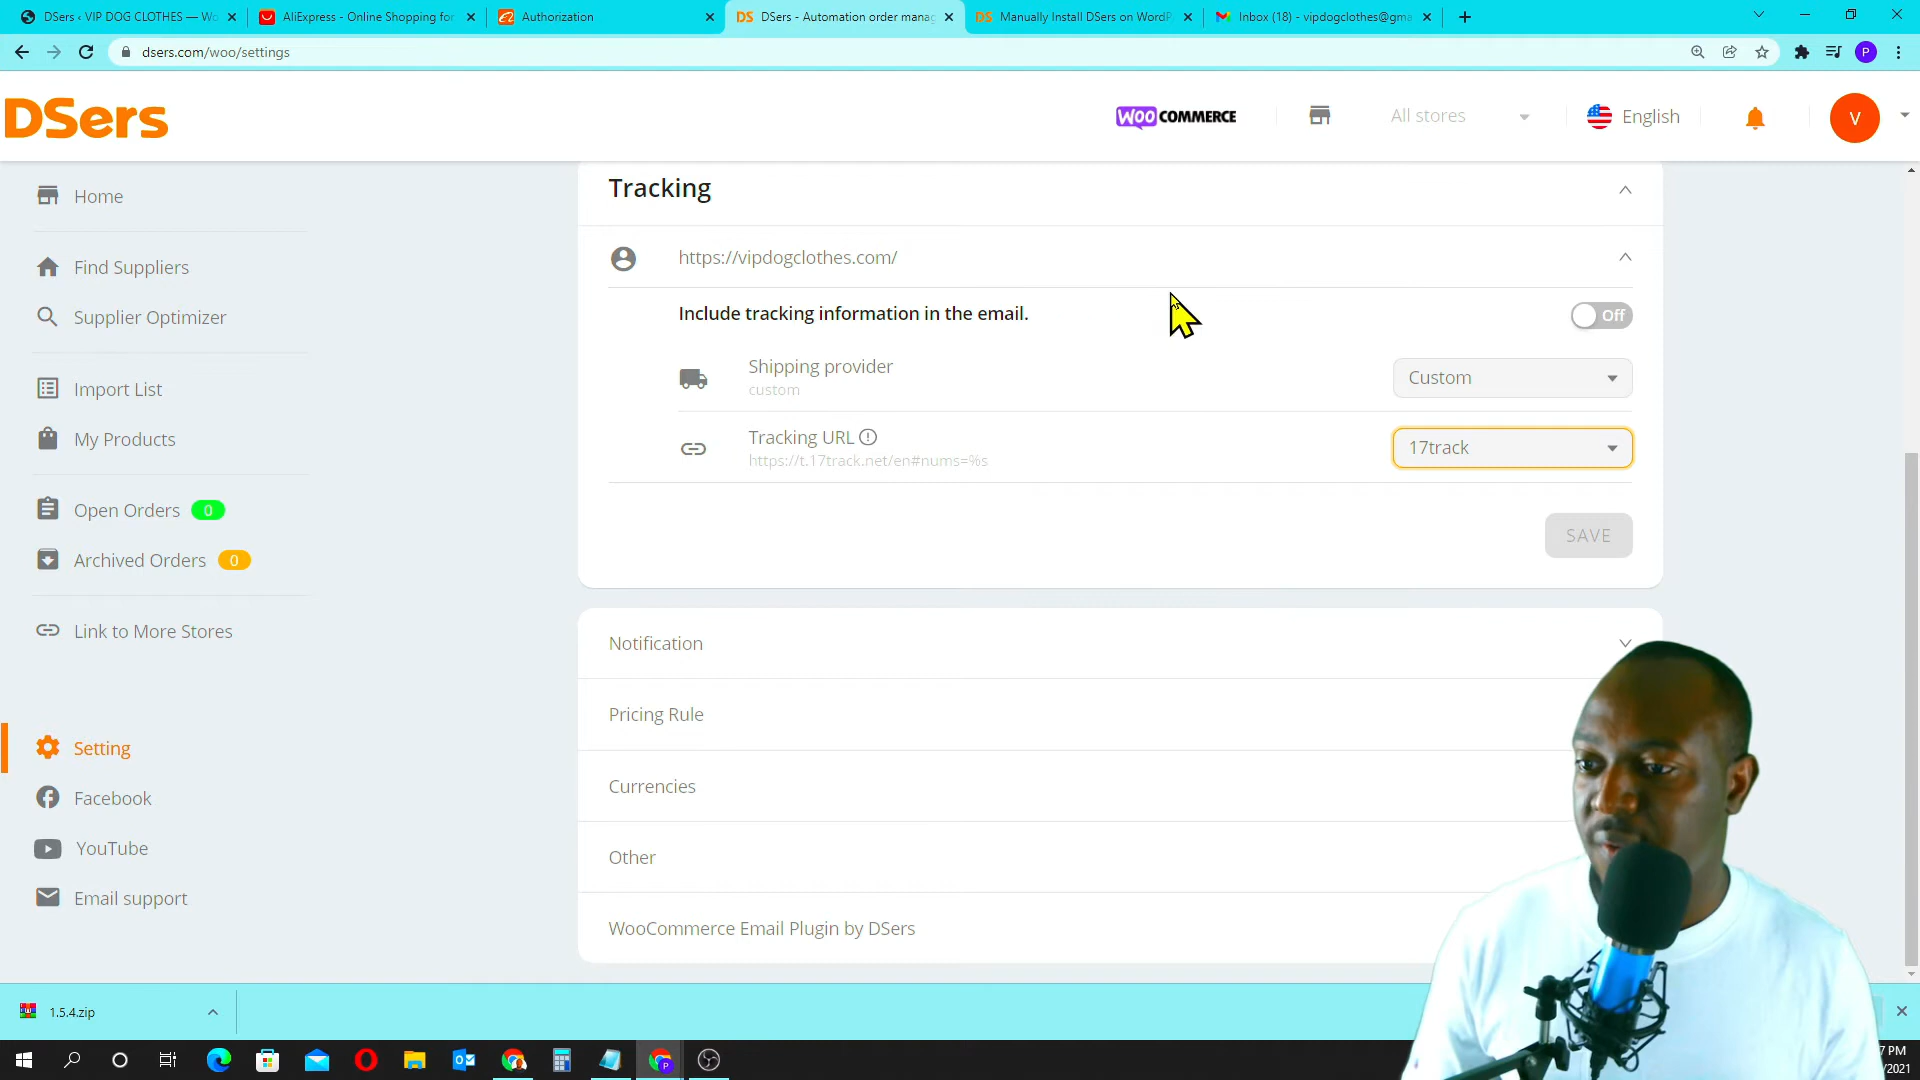 DSers ‹ VIP DOG CLOTHES — Wo
AliExpress - Online Shopping for
Authorization
DSers - Automation order manag
Manually Install DSers on WordP
Inbox (18) - vipdogclothes@gma
dsers.com/woo/settings
P
DSers
WOO COMMERCE
All stores
English
V
Home
Find Suppliers
Supplier Optimizer
Import List
My Products
Open Orders 0
Archived Orders 0
Link to More Stores
Setting
Facebook
YouTube
Email support
Tracking
https://vipdogclothes.com/
Include tracking information in the email.
Off
Shipping provider
custom
Custom
Tracking URL
https://t.17track.net/en#nums=%s
17track
SAVE
Notification
Pricing Rule
Currencies
Other
WooCommerce Email Plugin by DSers
1.5.4.zip
7 PM
/2021